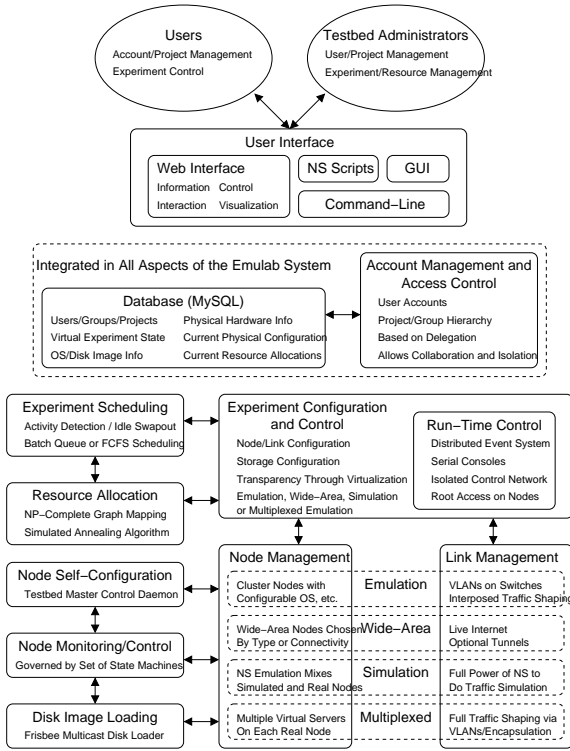 Users
Account/Project Management
Experiment Control
Testbed Administrators
User/Project Management
Experiment/Resource Management
User Interface
Web Interface
Information Control
Interaction Visualization
NS Scripts
GUI
Command−Line
Integrated in All Aspects of the Emulab System
Database (MySQL)
Users/Groups/Projects
Virtual Experiment State
OS/Disk Image Info
Physical Hardware Info
Current Physical Configuration
Current Resource Allocations
Account Management and
Access Control
User Accounts
Project/Group Hierarchy
Based on Delegation
Allows Collaboration and Isolation
Experiment Scheduling
Activity Detection / Idle Swapout
Batch Queue or FCFS Scheduling
Resource Allocation
NP−Complete Graph Mapping
Simulated Annealing Algorithm
Experiment Configuration
and Control
Node/Link Configuration
Storage Configuration
Transparency Through Virtualization
Emulation, Wide−Area, Simulation
or Multiplexed Emulation
Run−Time Control
Distributed Event System
Serial Consoles
Isolated Control Network
Root Access on Nodes
Node Self−Configuration
Testbed Master Control Daemon
Node Monitoring/Control
Governed by Set of State Machines
Disk Image Loading
Frisbee Multicast Disk Loader
Node Management
Link Management
Cluster Nodes with
Configurable OS, etc.
Emulation
VLANs on Switches
Interposed Traffic Shaping
Wide−Area Nodes Chosen
By Type or Connectivity
Wide−Area
Live Internet
Optional Tunnels
NS Emulation Mixes
Simulated and Real Nodes
Simulation
Full Power of NS to
Do Traffic Simulation
Multiple Virtual Servers
On Each Real Node
Multiplexed
Full Traffic Shaping via
VLANs/Encapsulation